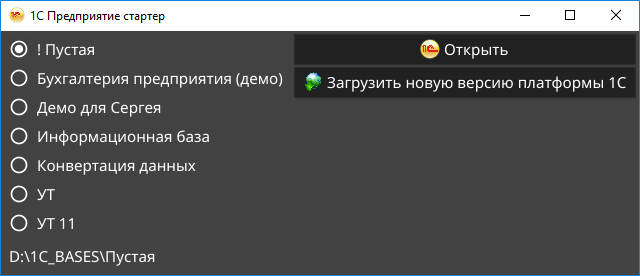 1С Предприятие стартер
! Пустая
Бухгалтерия предприятия (демо)
Демо для Сергея
Информационная база
Конвертация данных
УТ
УТ 11
Открыть
Загрузить новую версию платформы 1С
D:\1C_BASES\Пустая